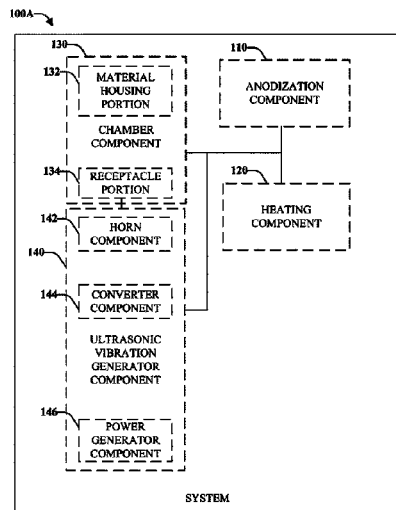 100A
130
132
MATERIAL
HOUSING
PORTION
CHAMBER
COMPONENT
134
RECEPTACLE
PORTION
110
ANODIZATION
COMPONENT
120
HEATING
COMPONENT
142
HORN
COMPONENT
140
144
CONVERTER
COMPONENT
ULTRASONIC
VIBRATION
GENERATOR
COMPONENT
146
POWER
GENERATOR
COMPONENT
SYSTEM